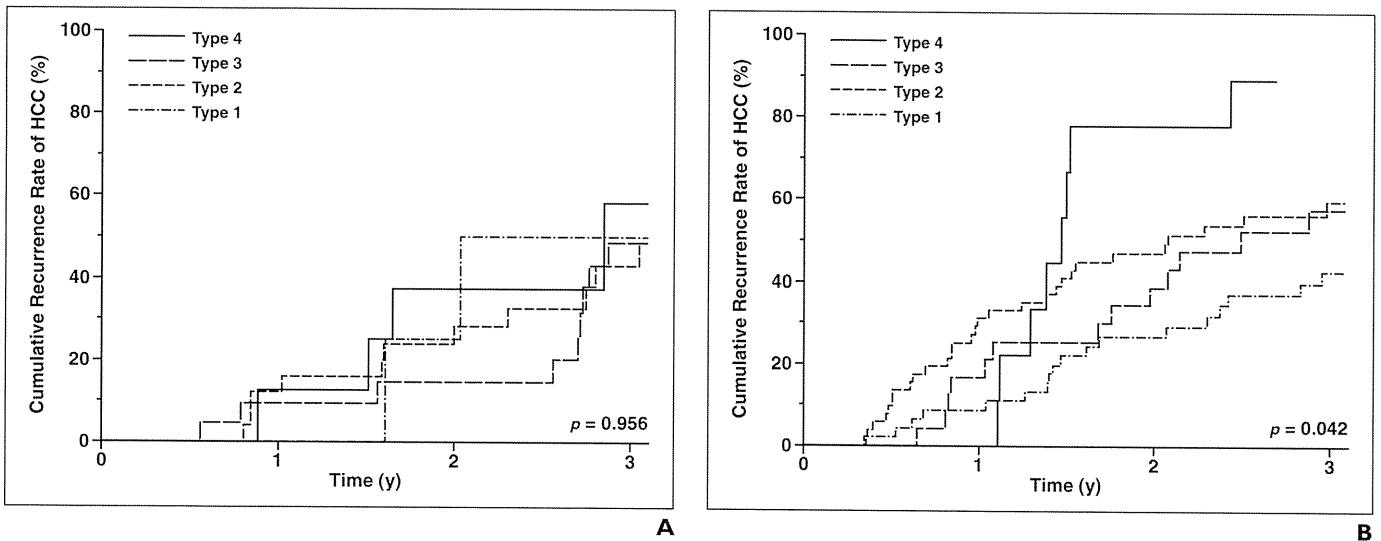 Cumulative Recurrence Rate of HCC (%)
100
80
60
40
20
0
Type 4
Type 3
Type 2
Type 1
p = 0.956
0 1 2 3
Time (y)
A
Cumulative Recurrence Rate of HCC (%)
100
80
60
40
20
0
Type 4
Type 3
Type 2
Type 1
p = 0.042
0 1 2 3
Time (y)
B